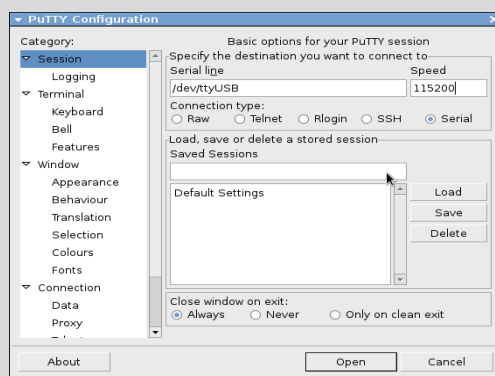 PuTTY Configuration
Category:
Session
Logging
Terminal
Keyboard
Bell
Features
Window
Appearance
Behaviour
Translation
Selection
Colours
Fonts
Connection
Data
Proxy
Basic options for your PuTTY session
Specify the destination you want to connect to
Serial line Speed
/dev/ttyUSB 115200
Connection type:
Raw Telnet Rlogin SSH Serial
Load, save or delete a stored session
Saved Sessions
Default Settings
Load
Save
Delete
Close window on exit:
Always Never Only on clean exit
About Open Cancel